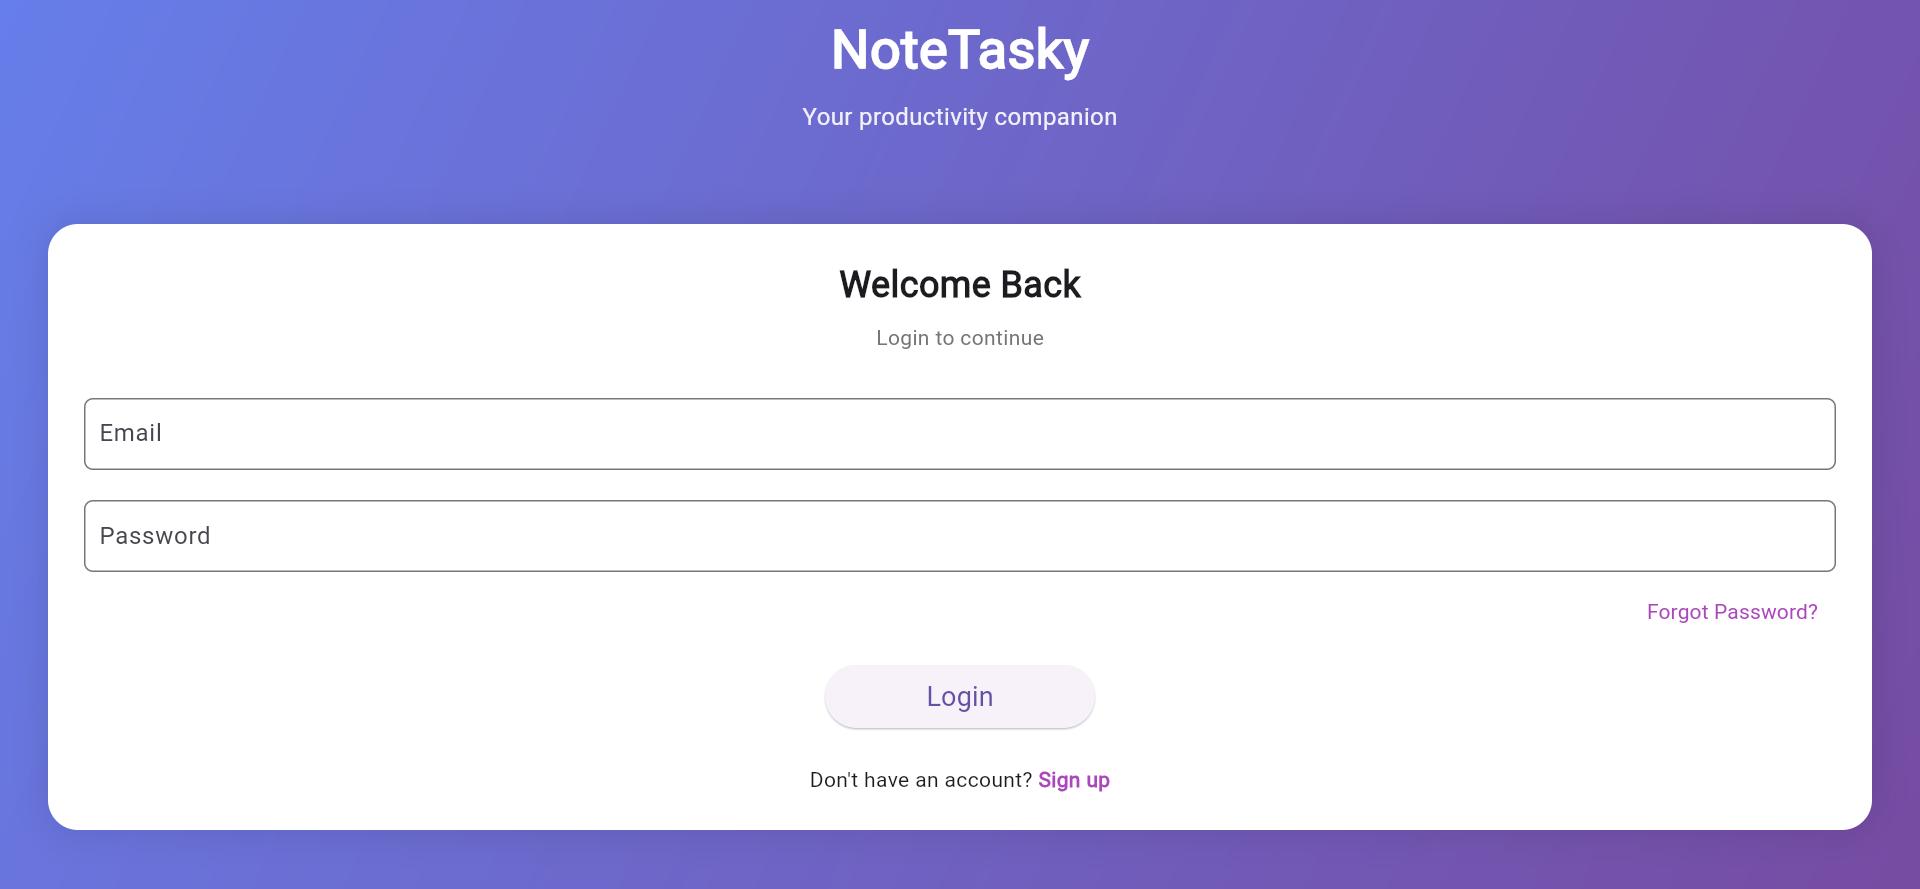 NoteTasky
Your productivity companion
Welcome Back
Login to continue
Email
Password
Forgot Password?
Login
Don't have an account? Sign up